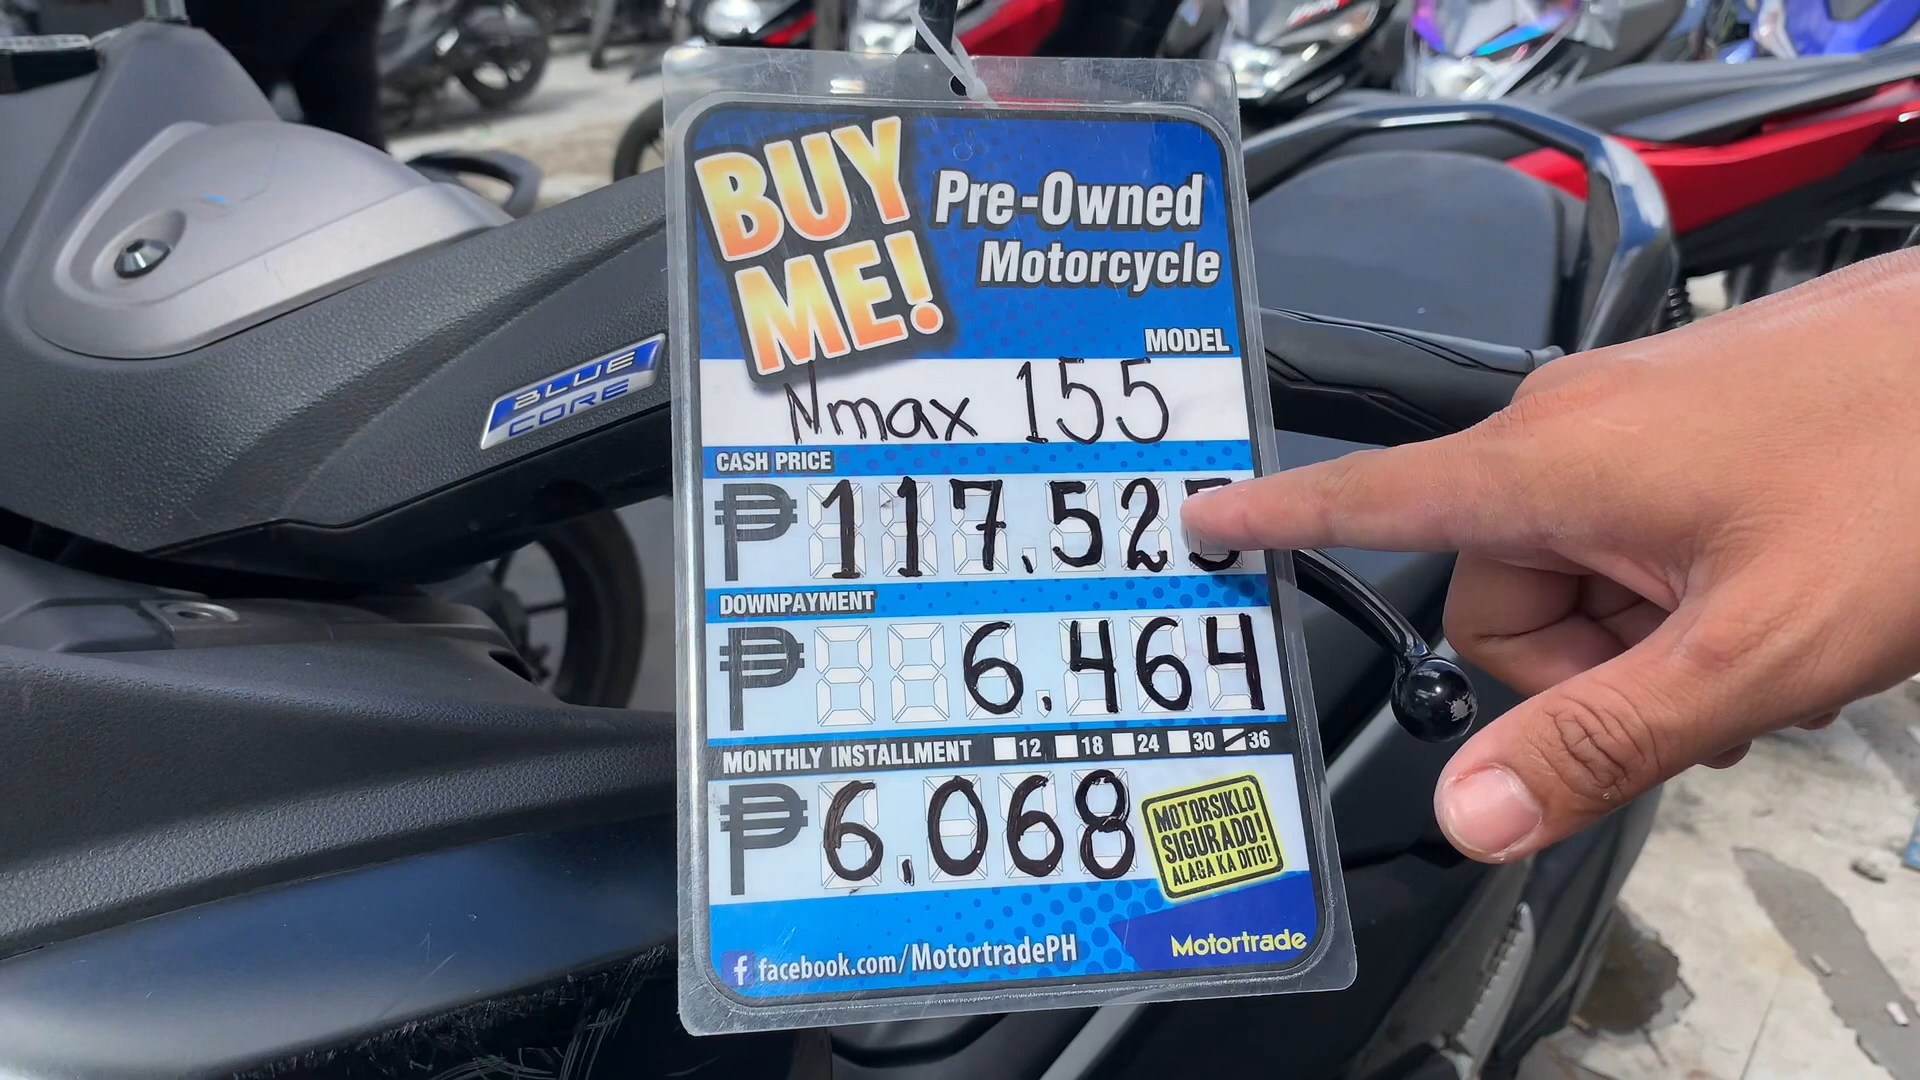 BLUE
CORE
BUY
ME!
Pre-Owned
Motorcycle
MODEL
Nmax 155
CASH PRICE
₱117.525
DOWNPAYMENT
₱6.464
MONTHLY INSTALLMENT 12 18 24 30 36
₱6,068
MOTORSIKLO
SIGURADO!
ALAGA KA DITO!
facebook.com/MotortradePH
Motortrade